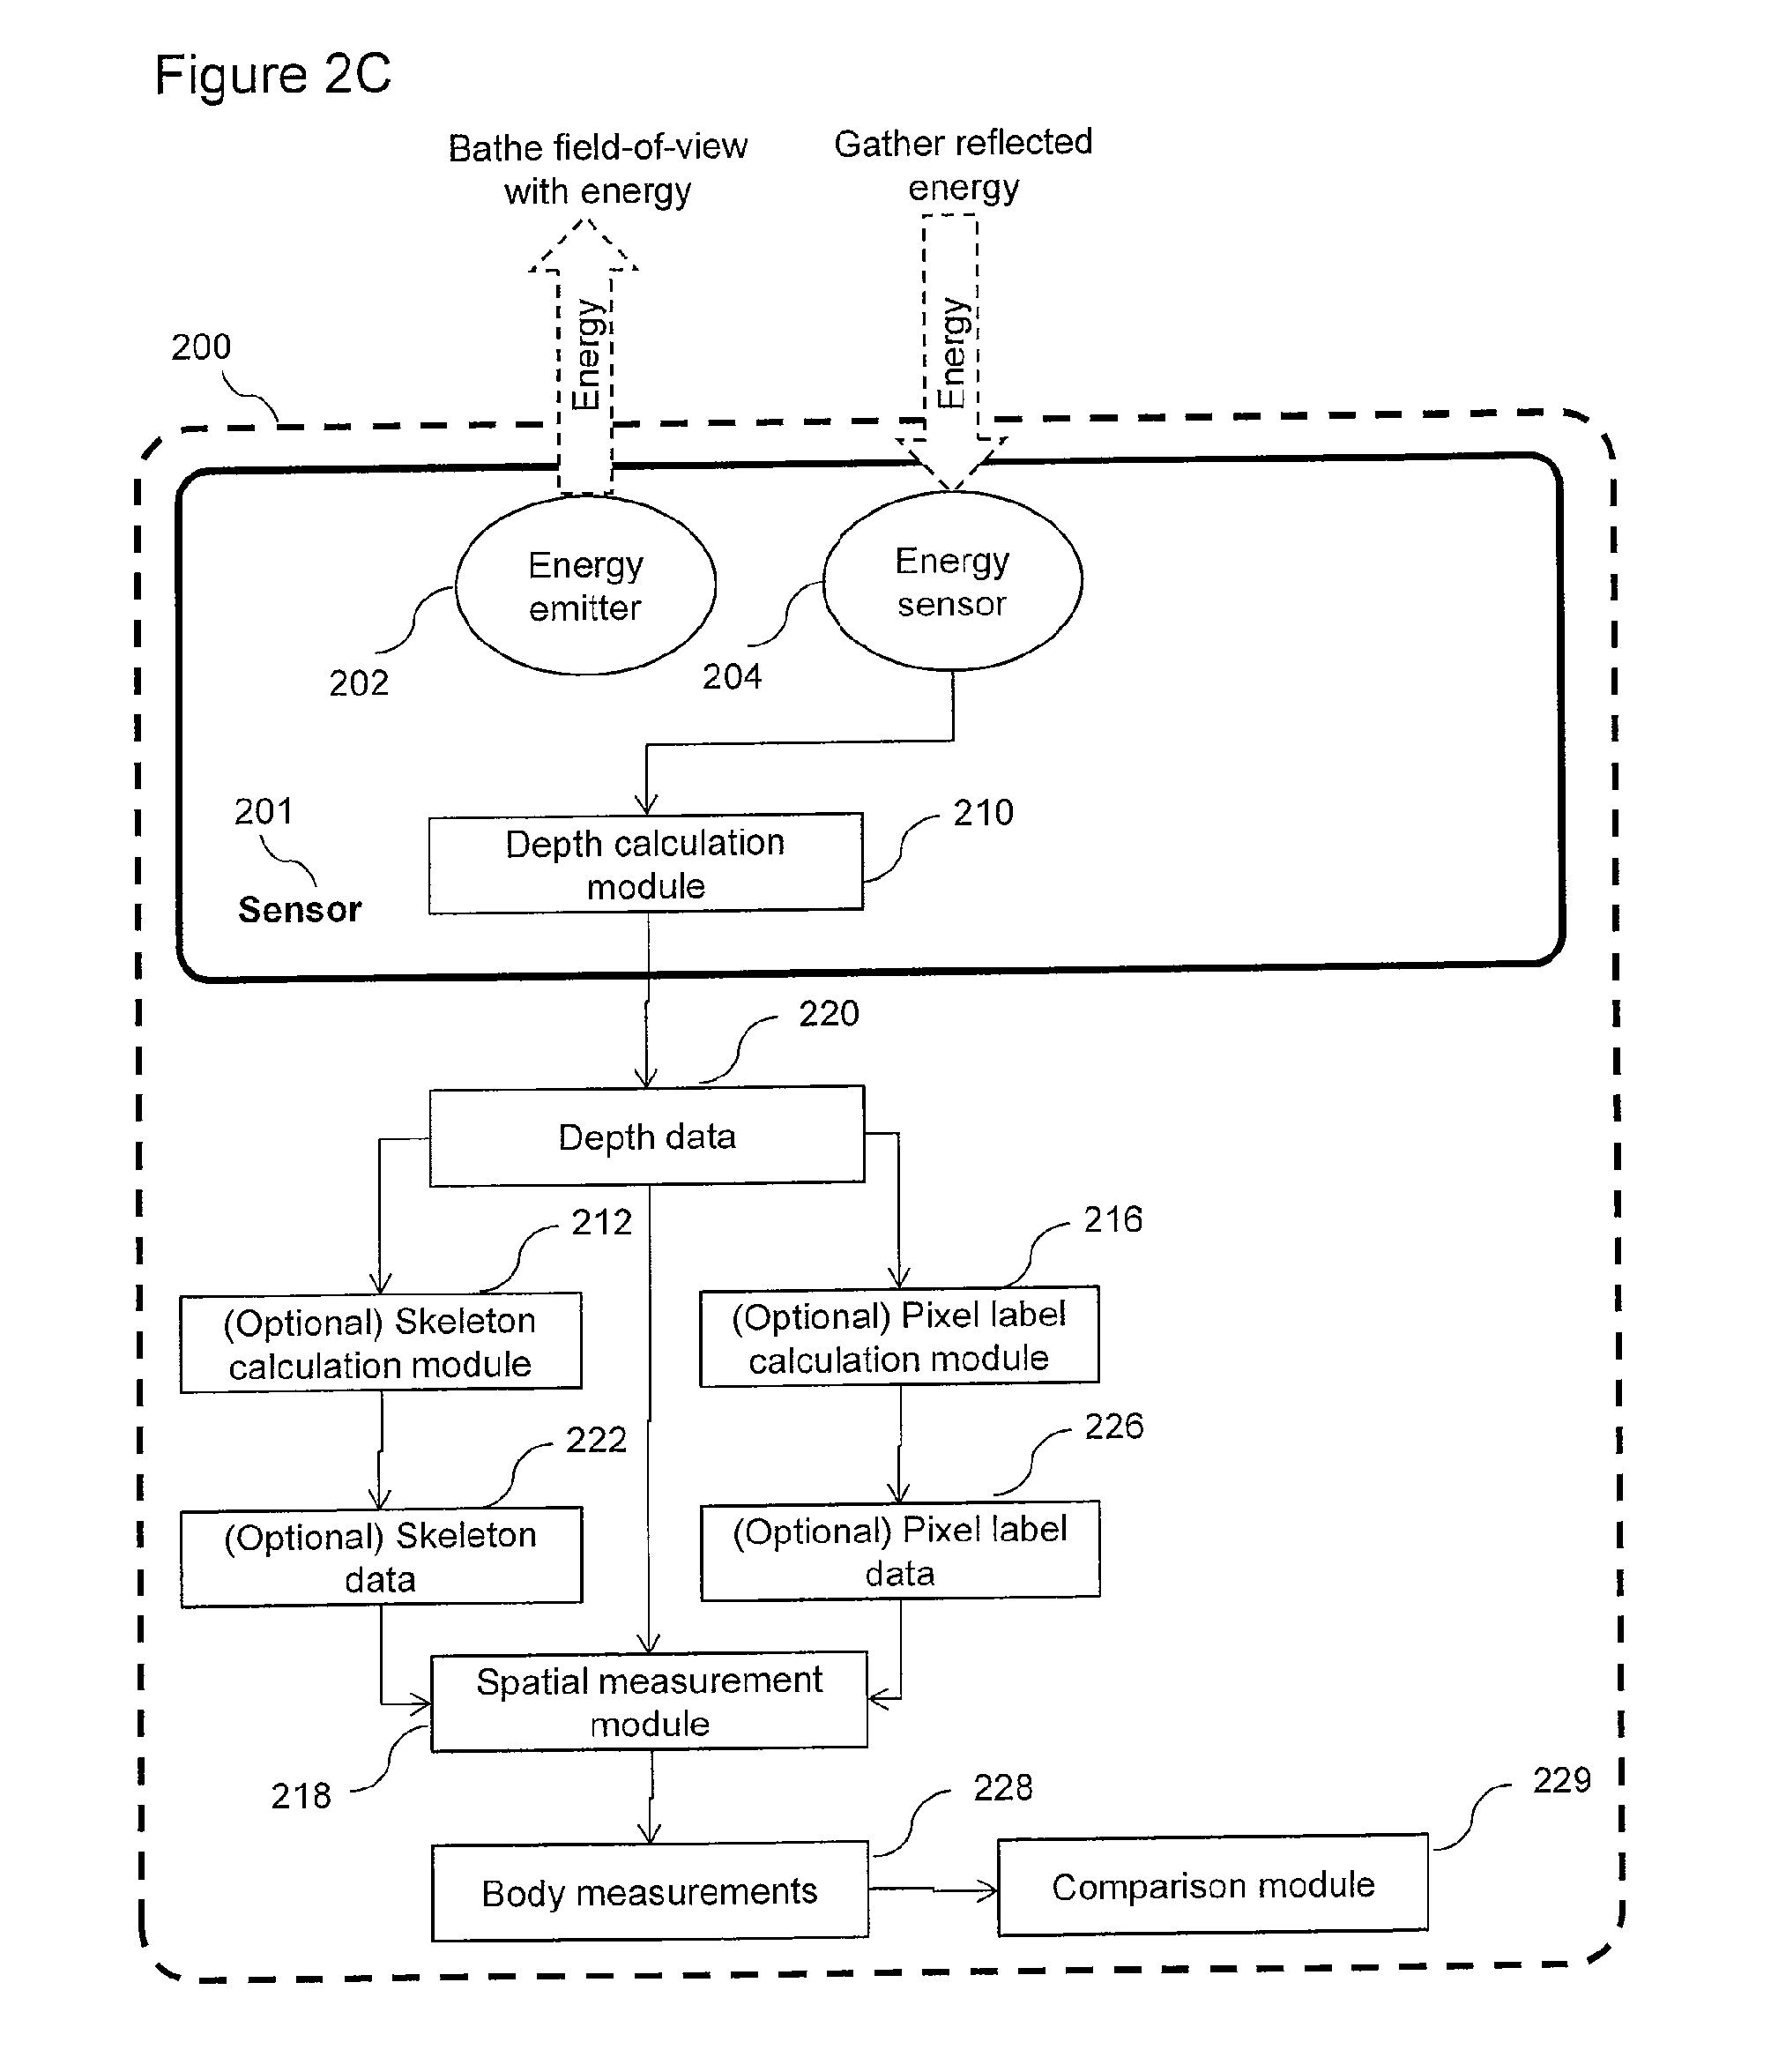 Figure 2C
Bathe field-of-view
with energy
Gather reflected
energy
Energy
Energy
200
Energy
emitter
Energy
sensor
202
204
201
Sensor
210
Depth calculation
module
220
Depth data
212
216
(Optional) Skeleton
calculation module
(Optional) Pixel label
calculation module
222
226
(Optional) Skeleton
data
(Optional) Pixel label
data
Spatial measurement
module
218
228
229
Body measurements
Comparison module